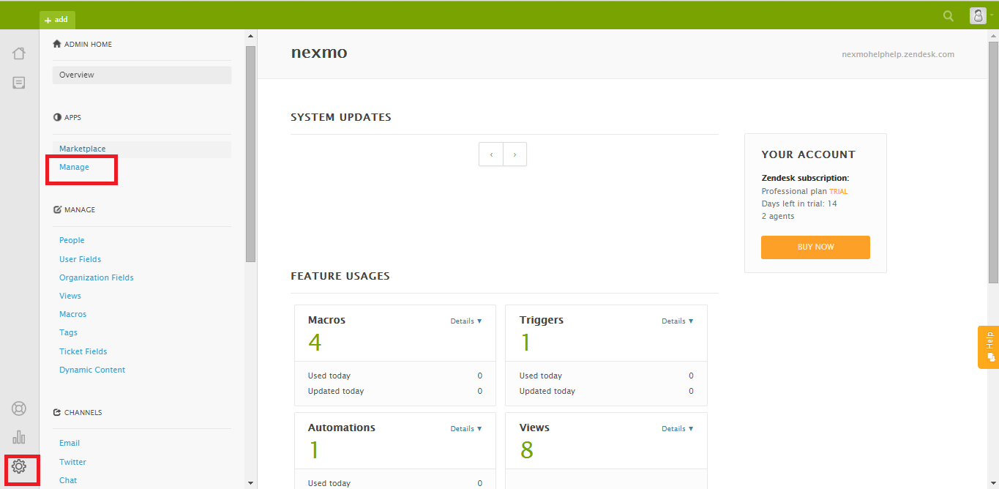 + add
ADMIN HOME
Overview
APPS
Marketplace
Manage
MANAGE
People
User Fields
Organization Fields
Views
Macros
Tags
Ticket Fields
Dynamic Content
CHANNELS
Email
Twitter
Chat
nexmo
nexmohelphelp.zendesk.com
SYSTEM UPDATES
‹ ›
YOUR ACCOUNT
Zendesk subscription:
Professional plan TRIAL
Days left in trial: 14
2 agents
BUY NOW
FEATURE USAGES
Macros Details ▼
4
Used today 0
Updated today 0
Triggers Details ▼
1
Used today 0
Updated today 0
Automations Details ▼
1
Used today 0
Views Details ▼
8
Help